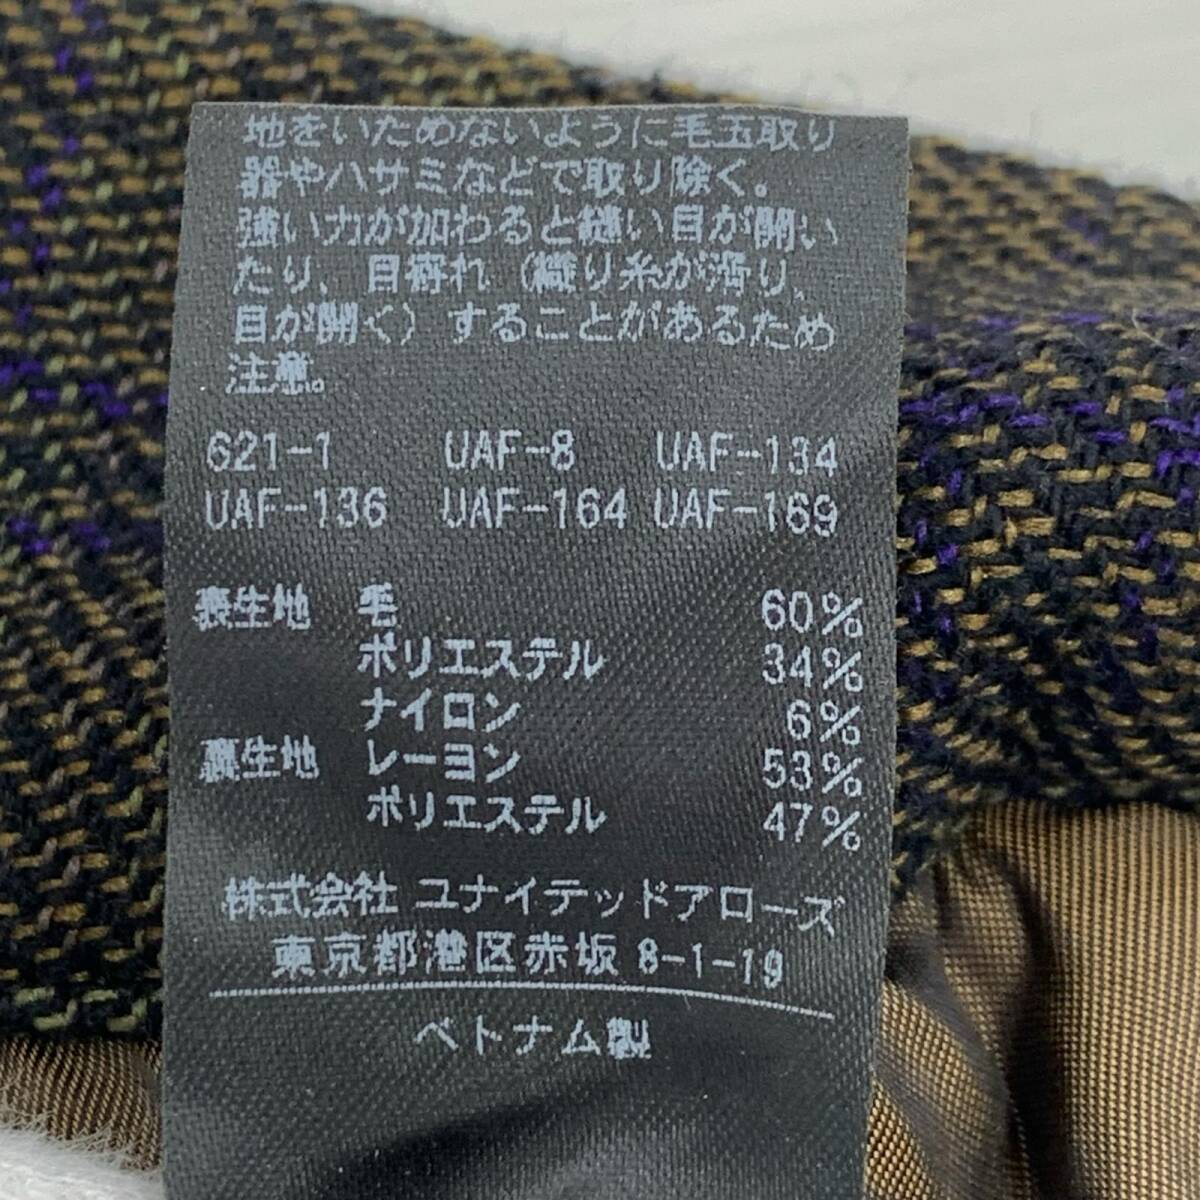 地をいためないように毛玉取り
器やハサミなどで取り除く。
強い力が加わると縫い目が開い
たり、目寄れ（織り糸が滑り、
目が開く）することがあるため
注意。
621-1 UAF-8 UAF-134
UAF-136 UAF-164 UAF-169
表生地 毛 60%
ポリエステル 34%
ナイロン 6%
裏生地 レーヨン 53%
ポリエステル 47%
株式会社 ユナイテッドアローズ
東京都港区赤坂 8-1-19
ベトナム製